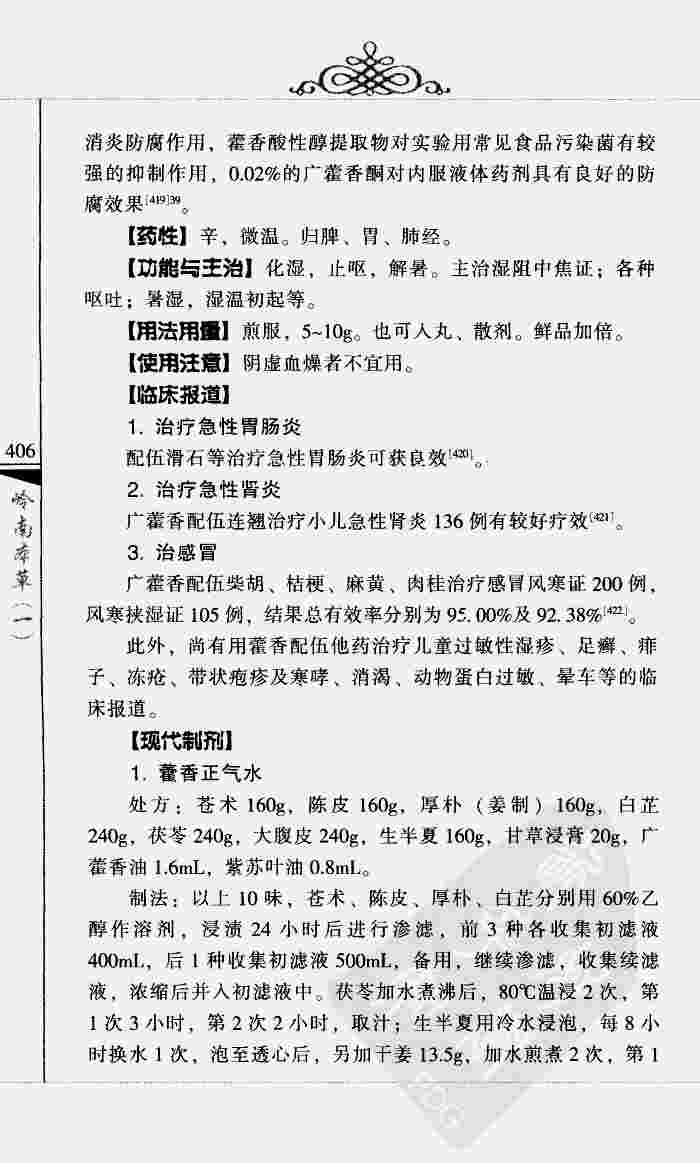 消炎防腐作用，藿香酸性醇提取物对实验用常见食品污染菌有较
强的抑制作用，0.02%的广藿香酮对内服液体药剂具有良好的防
腐效果[419]39。
【药性】辛，微温。归脾、胃、肺经。
【功能与主治】化湿，止呕，解暑。主治湿阻中焦证；各种
呕吐；暑湿，湿温初起等。
【用法用量】煎服，5~10g。也可入丸、散剂。鲜品加倍。
【使用注意】阴虚血燥者不宜用。
【临床报道】
1. 治疗急性胃肠炎
配伍滑石等治疗急性胃肠炎可获良效[420]。
2. 治疗急性肾炎
广藿香配伍连翘治疗小儿急性肾炎 136 例有较好疗效[421]。
3. 治感冒
广藿香配伍柴胡、桔梗、麻黄、肉桂治疗感冒风寒证 200 例，
风寒挟湿证 105 例，结果总有效率分别为 95.00%及 92.38%[422]。
此外，尚有用藿香配伍他药治疗儿童过敏性湿疹、足癣、痱
子、冻疮、带状疱疹及寒哮、消渴、动物蛋白过敏、晕车等的临
床报道。
【现代制剂】
1. 藿香正气水
处方：苍术 160g，陈皮 160g，厚朴（姜制）160g，白芷
240g，茯苓 240g，大腹皮 240g，生半夏 160g，甘草浸膏 20g，广
藿香油 1.6mL，紫苏叶油 0.8mL。
制法：以上 10 味，苍术、陈皮、厚朴、白芷分别用 60%乙
醇作溶剂，浸渍 24 小时后进行渗滤，前 3 种各收集初滤液
400mL，后 1 种收集初滤液 500mL，备用，继续渗滤，收集续滤
液，浓缩后并入初滤液中。茯苓加水煮沸后，80℃温浸 2 次，第
1 次 3 小时，第 2 次 2 小时，取汁；生半夏用冷水浸泡，每 8 小
时换水 1 次，泡至透心后，另加干姜 13.5g，加水煎煮 2 次，第 1
406
岭南本草（一）